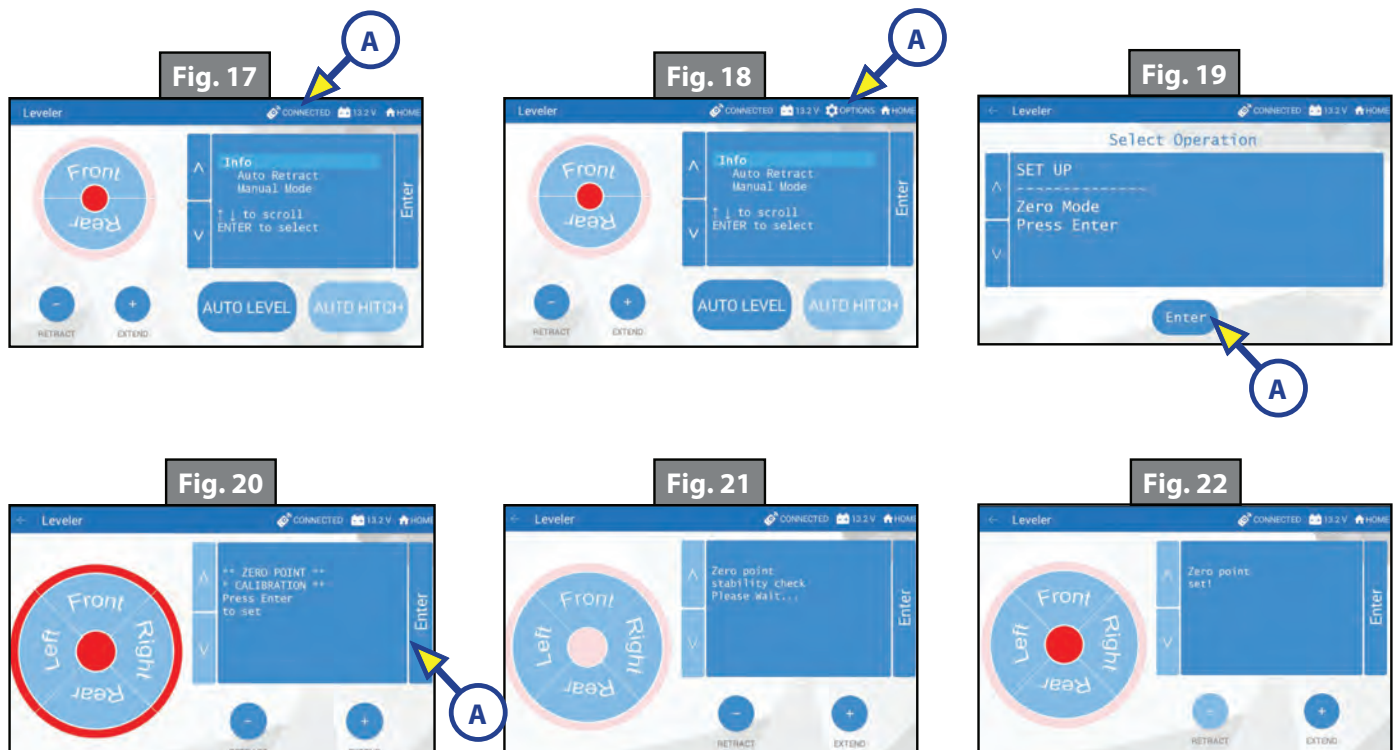 A
Fig. 17
Leveler CONNECTED 13.2 V HOME
Front
Rear
Info
Auto Retract
Manual Mode
↑ ↓ to scroll
ENTER to select
Enter
- +
RETRACT EXTEND
AUTO LEVEL AUTO HITCH
A
Fig. 18
Leveler CONNECTED 13.2 V OPTIONS HOME
Front
Rear
Info
Auto Retract
Manual Mode
↑ ↓ to scroll
ENTER to select
Enter
- +
RETRACT EXTEND
AUTO LEVEL AUTO HITCH
Fig. 19
← Leveler CONNECTED 13.2 V HOME
Select Operation
SET UP
----------------
Zero Mode
Press Enter
Enter
A
Fig. 20
← Leveler CONNECTED 13.2 V HOME
Front
Left
Right
Rear
** ZERO POINT **
* CALIBRATION **
Press Enter
to set
Enter
A
- +
RETRACT EXTEND
Fig. 21
← Leveler CONNECTED 13.2 V HOME
Front
Left
Right
Rear
Zero point
stability check
Please Wait...
Enter
- +
RETRACT EXTEND
Fig. 22
← Leveler CONNECTED 13.2 V HOME
Front
Left
Right
Rear
Zero point
set!
Enter
- +
RETRACT EXTEND